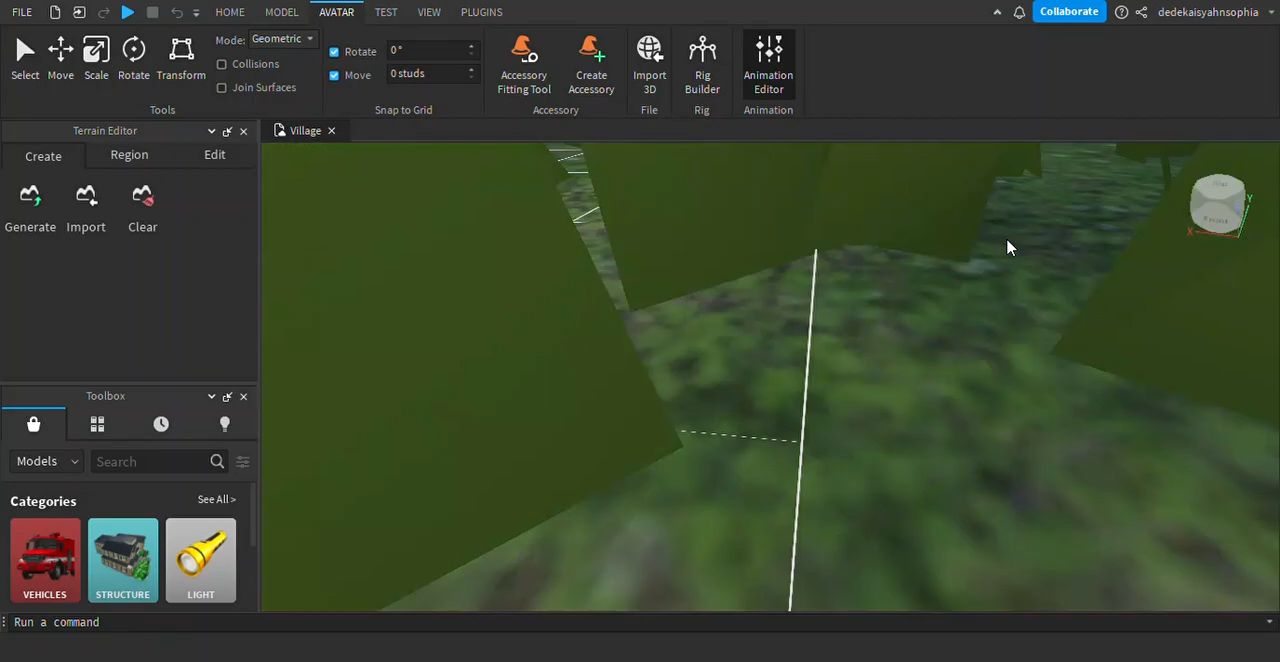 FILE HOME MODEL AVATAR TEST VIEW PLUGINS Collaborate dedekaisyahnsophia
Select Move Scale Rotate Transform
Mode: Geometric
Collisions
Join Surfaces
Tools
Rotate 0°
Move 0 studs
Snap to Grid
Accessory Fitting Tool
Create Accessory
Accessory
Import 3D
File
Rig Builder
Rig
Animation Editor
Animation
Terrain Editor
Create Region Edit
Generate Import Clear
Village
X
Y
Toolbox
Models Search
Categories See All >
VEHICLES STRUCTURE LIGHT
Run a command